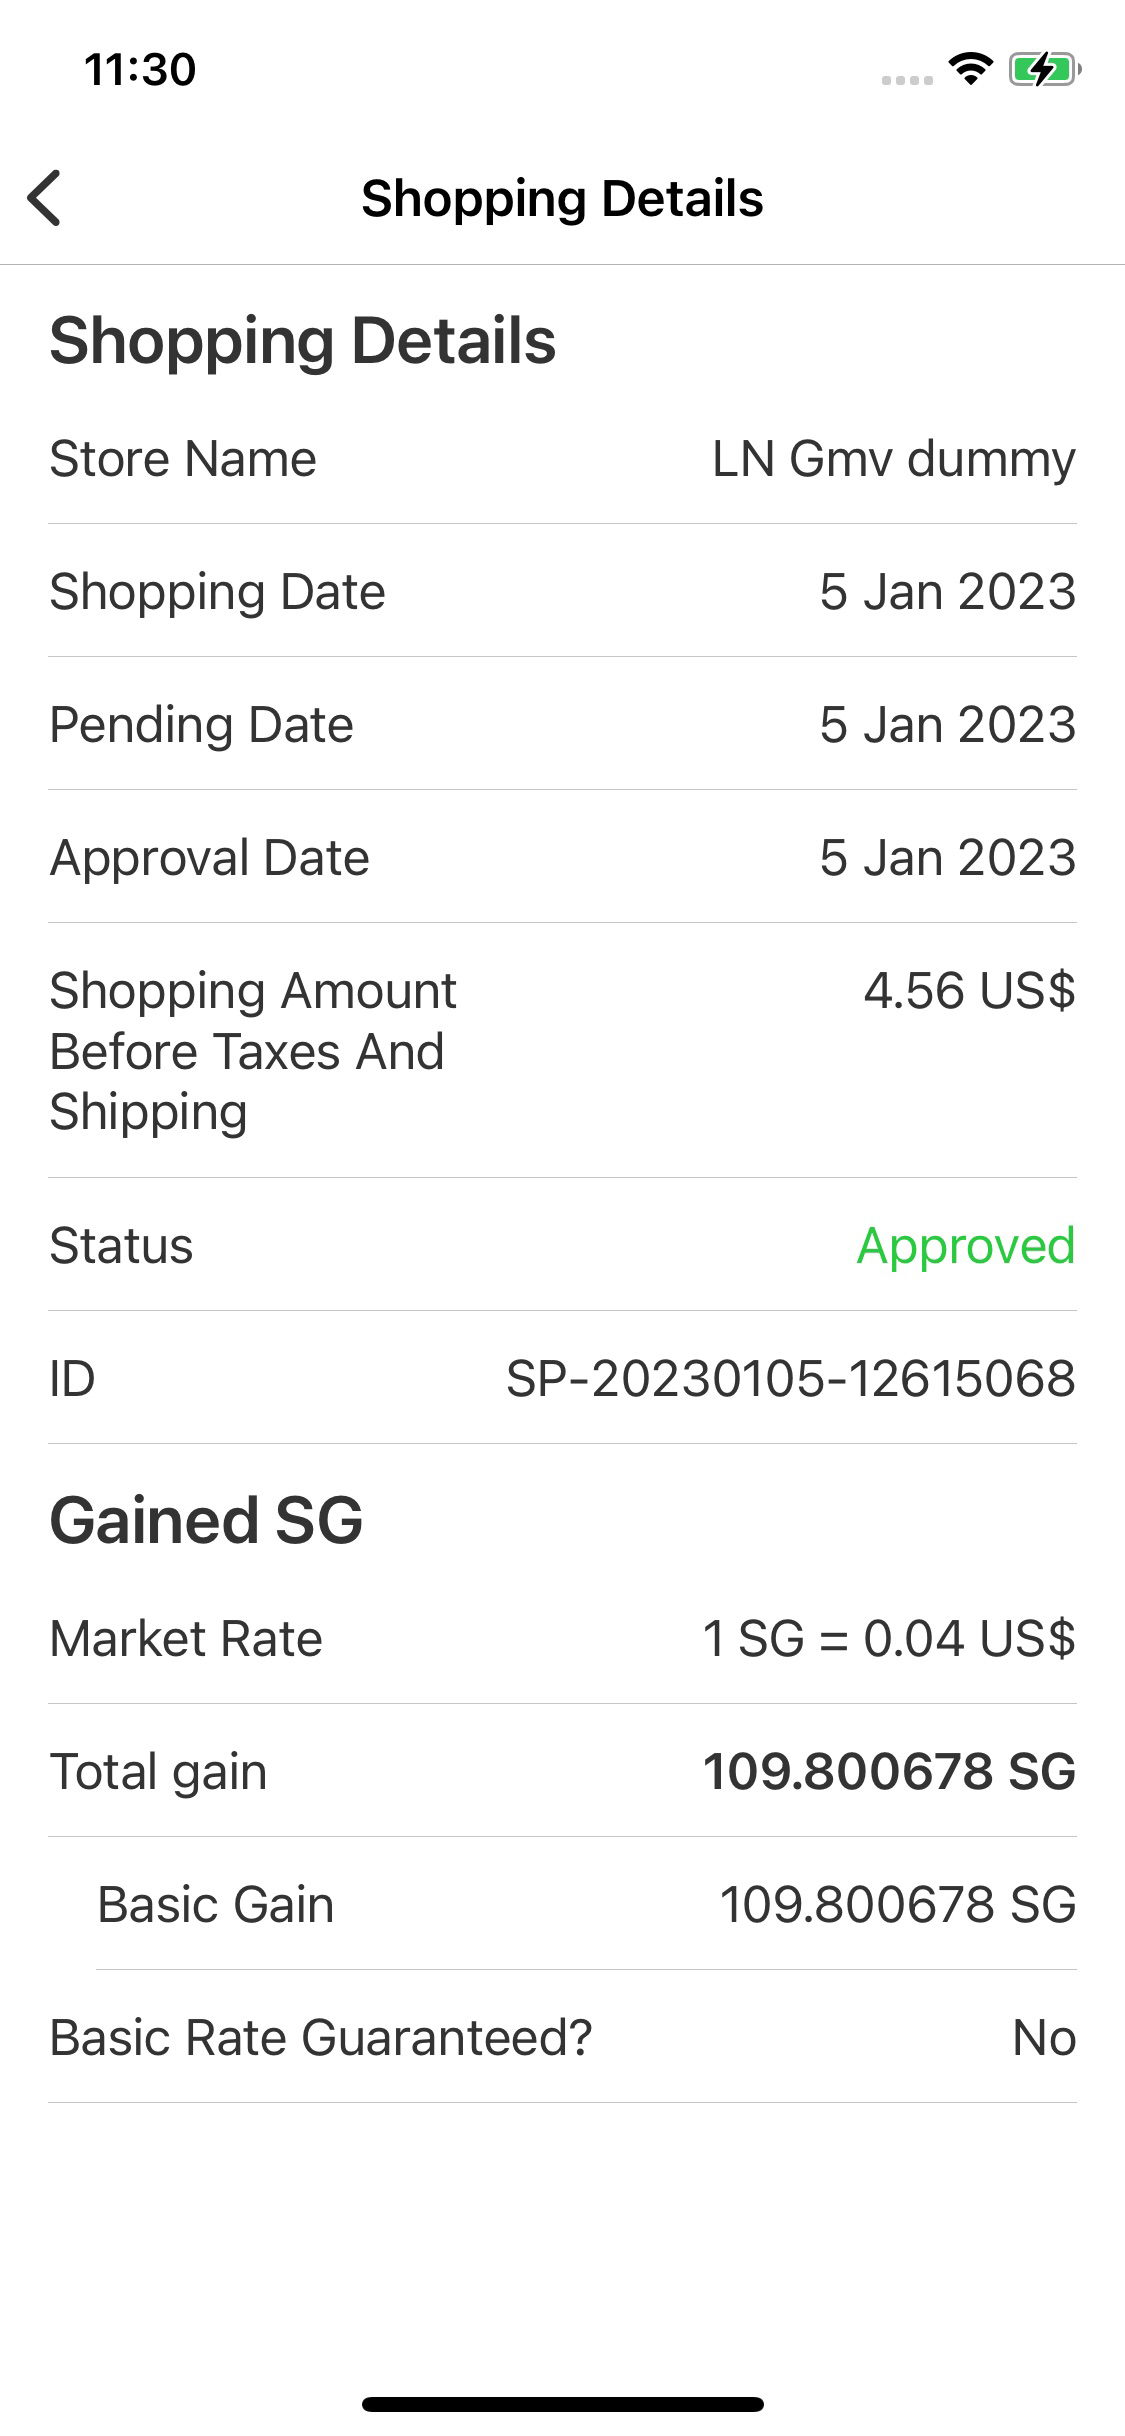 11:30
Shopping Details
Shopping Details
Store Name LN Gmv dummy
Shopping Date 5 Jan 2023
Pending Date 5 Jan 2023
Approval Date 5 Jan 2023
Shopping Amount 4.56 US$
Before Taxes And
Shipping
Status Approved
ID SP-20230105-12615068
Gained SG
Market Rate 1 SG = 0.04 US$
Total gain 109.800678 SG
Basic Gain 109.800678 SG
Basic Rate Guaranteed? No